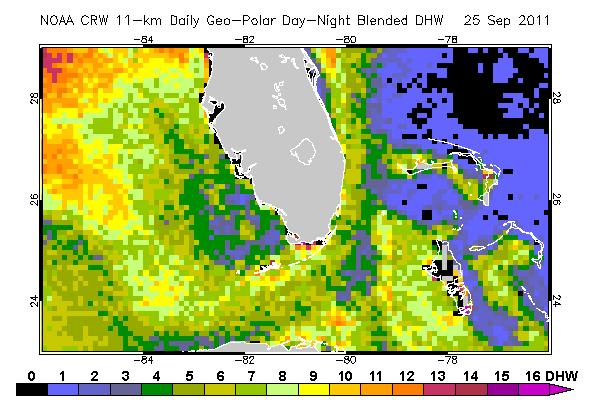 NOAA CRW 11-km Daily Geo-Polar Day-Night Blended DHW 25 Sep 2011
-84 -82 -80 -78
28 28
26 26
24 24
-84 -82 -80 -78
0 1 2 3 4 5 6 7 8 9 10 11 12 13 14 15 16 DHW